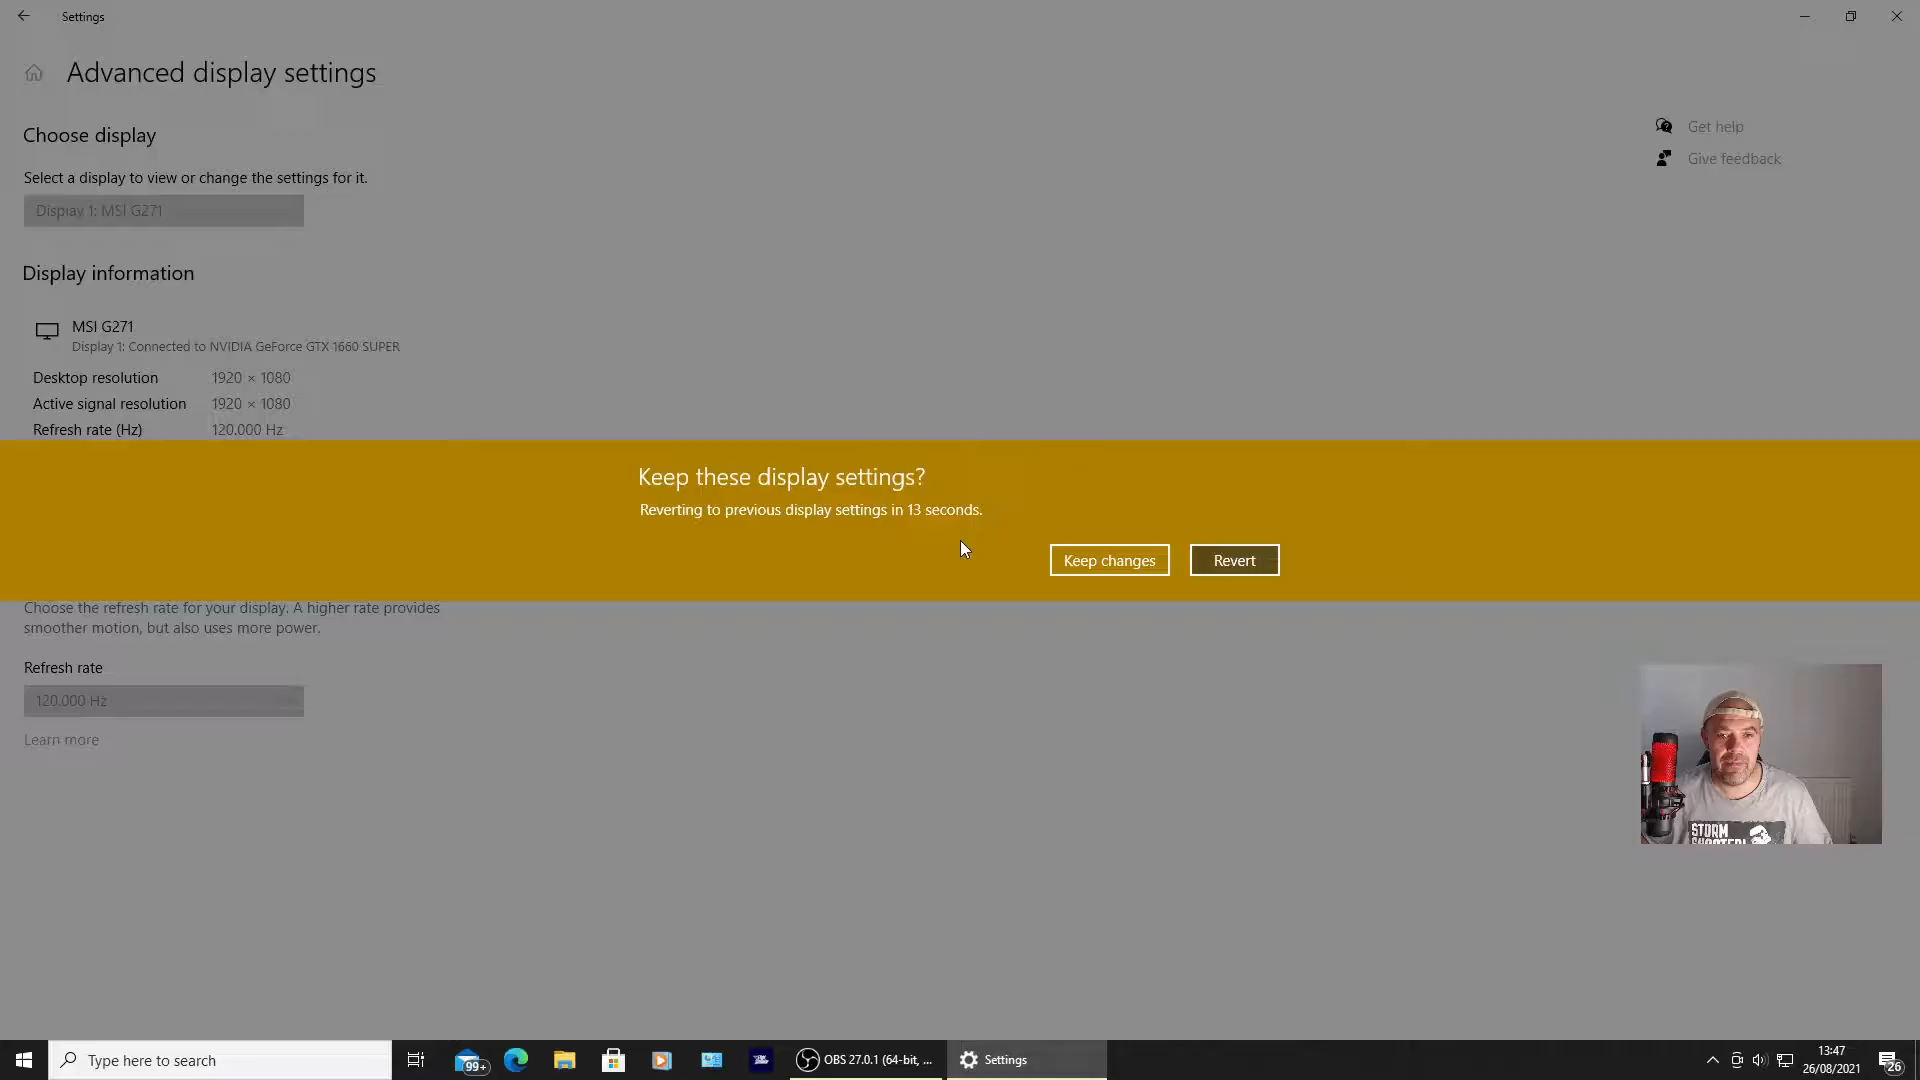 Settings
Advanced display settings
Choose display
Get help
Give feedback
Select a display to view or change the settings for it.
Display 1: MSI G271
Display information
MSI G271
Display 1: Connected to NVIDIA GeForce GTX 1660 SUPER
Desktop resolution 1920 × 1080
Active signal resolution 1920 × 1080
Refresh rate (Hz) 120.000 Hz
Keep these display settings?
Reverting to previous display settings in 13 seconds.
Keep changes Revert
Choose the refresh rate for your display. A higher rate provides
smoother motion, but also uses more power.
Refresh rate
120.000 Hz
Learn more
STORM
Type here to search
99+
OBS 27.0.1 (64-bit, ...
Settings
13:47
26/08/2021
26